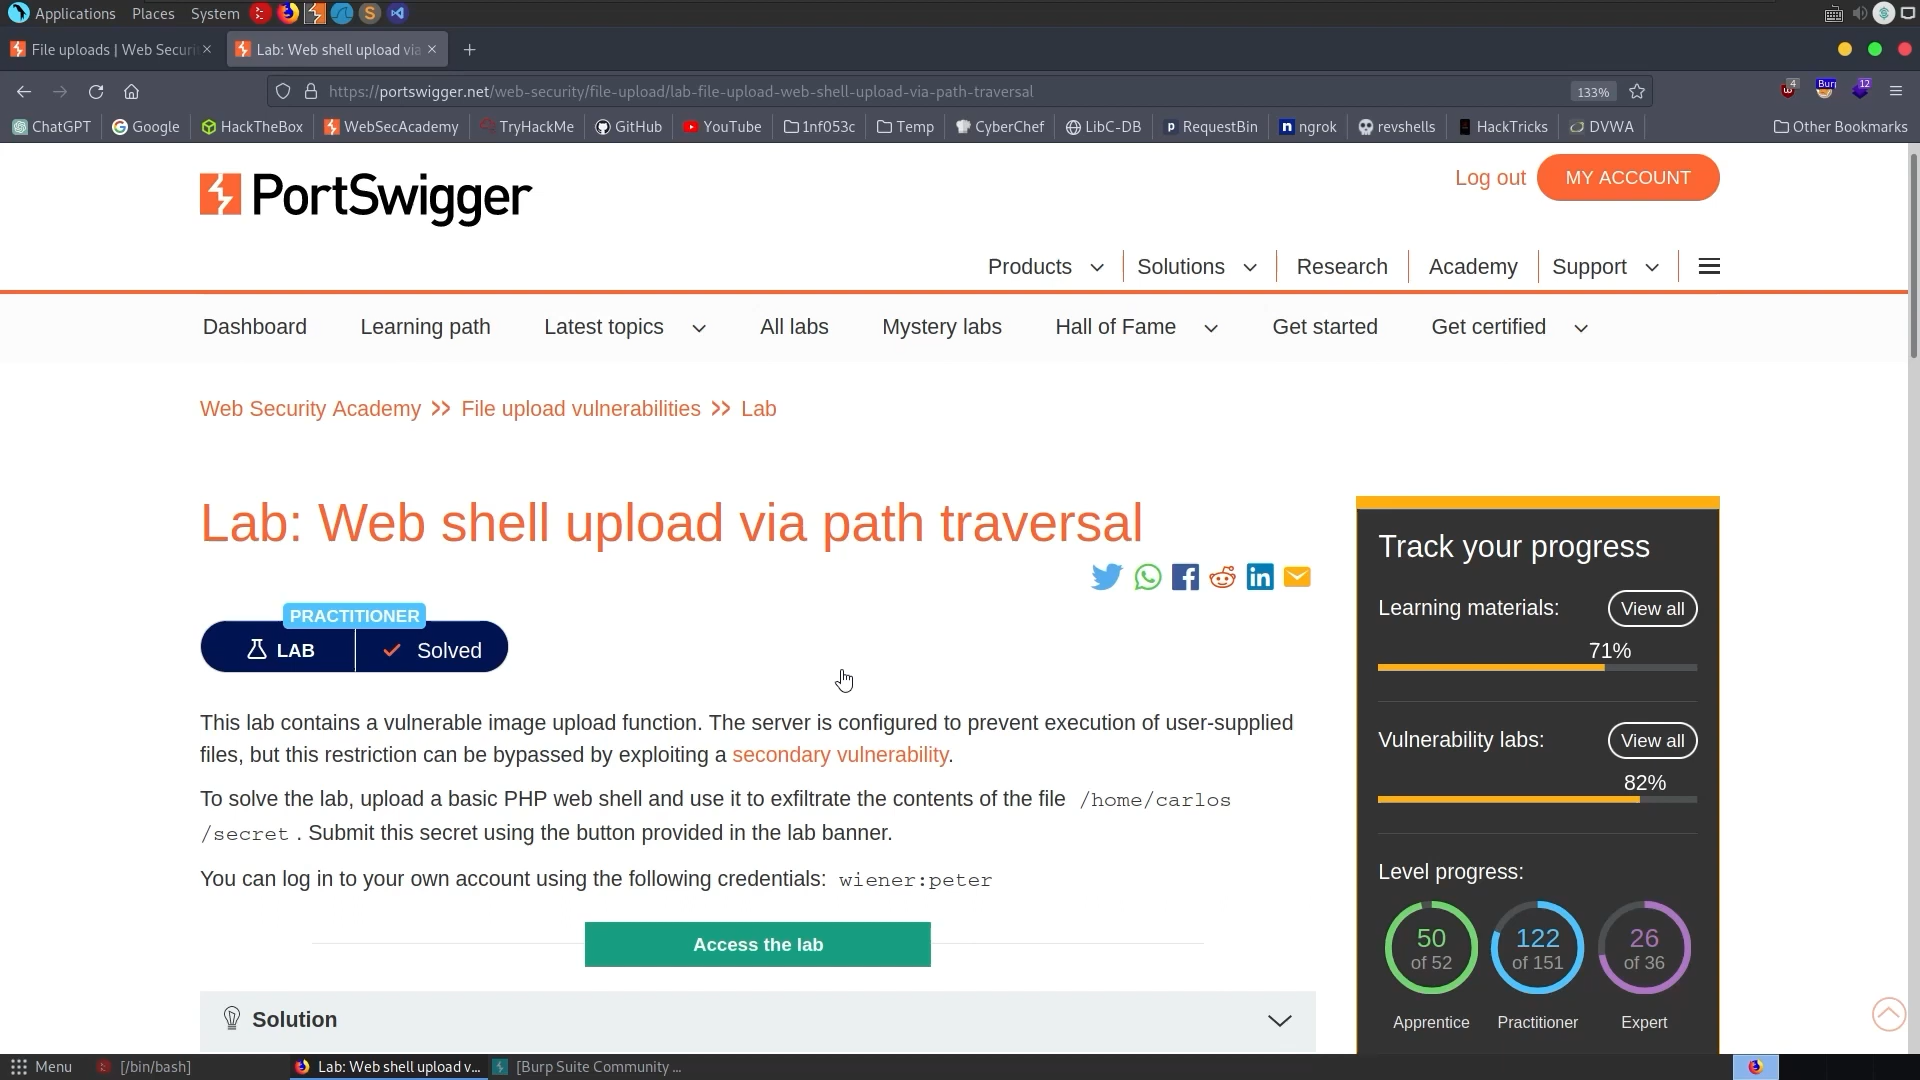 Applications Places System
File uploads | Web Securi
Lab: Web shell upload via
https://portswigger.net/web-security/file-upload/lab-file-upload-web-shell-upload-via-path-traversal
133%
4
Burp
12
ChatGPT
Google
HackTheBox
WebSecAcademy
TryHackMe
GitHub
YouTube
1nf053c
Temp
CyberChef
LibC-DB
RequestBin
ngrok
revshells
HackTricks
DVWA
Other Bookmarks
PortSwigger
Log out
MY ACCOUNT
Products
Solutions
Research
Academy
Support
Dashboard
Learning path
Latest topics
All labs
Mystery labs
Hall of Fame
Get started
Get certified
Web Security Academy >> File upload vulnerabilities >> Lab
Lab: Web shell upload via path traversal
PRACTITIONER
LAB
Solved
This lab contains a vulnerable image upload function. The server is configured to prevent execution of user-supplied
files, but this restriction can be bypassed by exploiting a secondary vulnerability.
To solve the lab, upload a basic PHP web shell and use it to exfiltrate the contents of the file /home/carlos
/secret . Submit this secret using the button provided in the lab banner.
You can log in to your own account using the following credentials: wiener:peter
Access the lab
Solution
Track your progress
Learning materials:
View all
71%
Vulnerability labs:
View all
82%
Level progress:
50
of 52
122
of 151
26
of 36
Apprentice
Practitioner
Expert
Menu
[/bin/bash]
Lab: Web shell upload v...
[Burp Suite Community ...